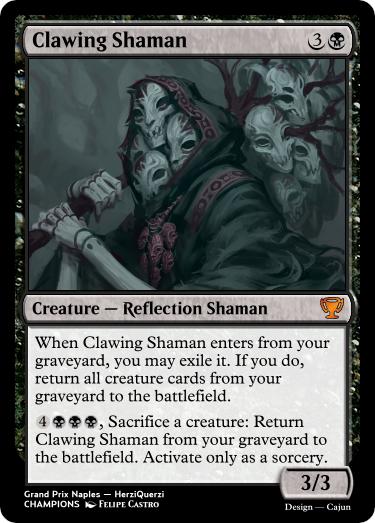 Clawing Shaman 3
Creature — Reflection Shaman
When Clawing Shaman enters from your
graveyard, you may exile it. If you do,
return all creature cards from your
graveyard to the battlefield.
4, Sacrifice a creature: Return
Clawing Shaman from your graveyard to
the battlefield. Activate only as a sorcery.
3/3
Grand Prix Naples — HerziQuerzi
CHAMPIONS Felipe Castro
Design — Cajun